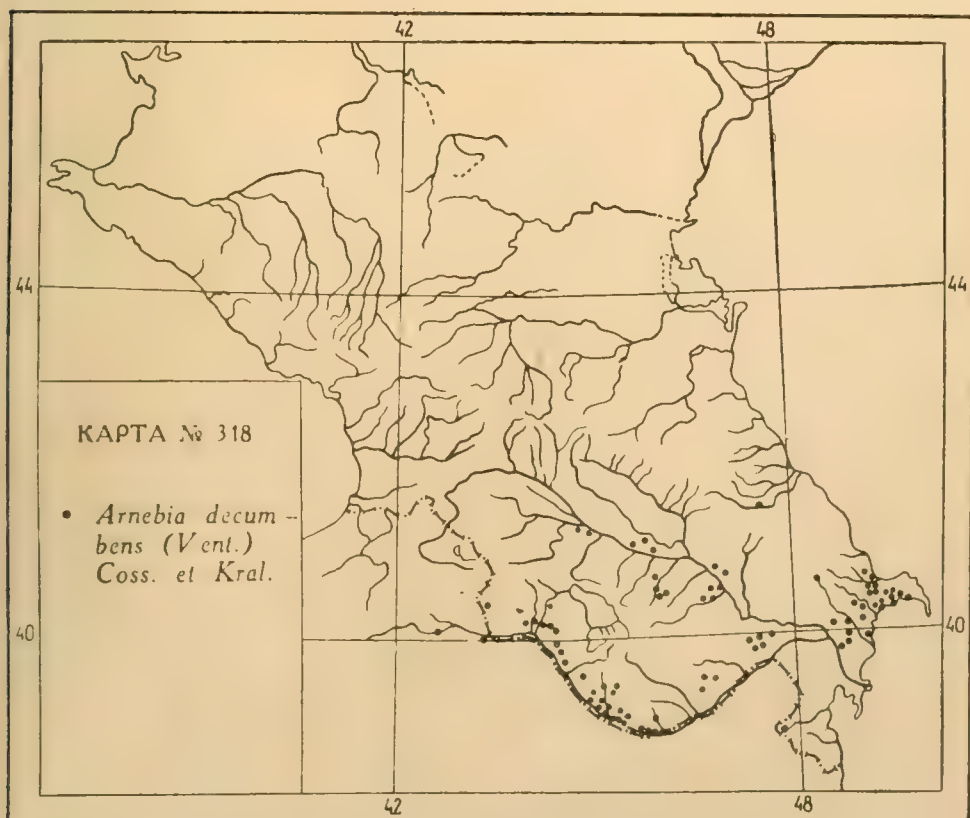 42 48
44 44
КАРТА № 318
• Arnebia decum-
bens (Vent.)
Coss. et Kral.
40 40
42 48